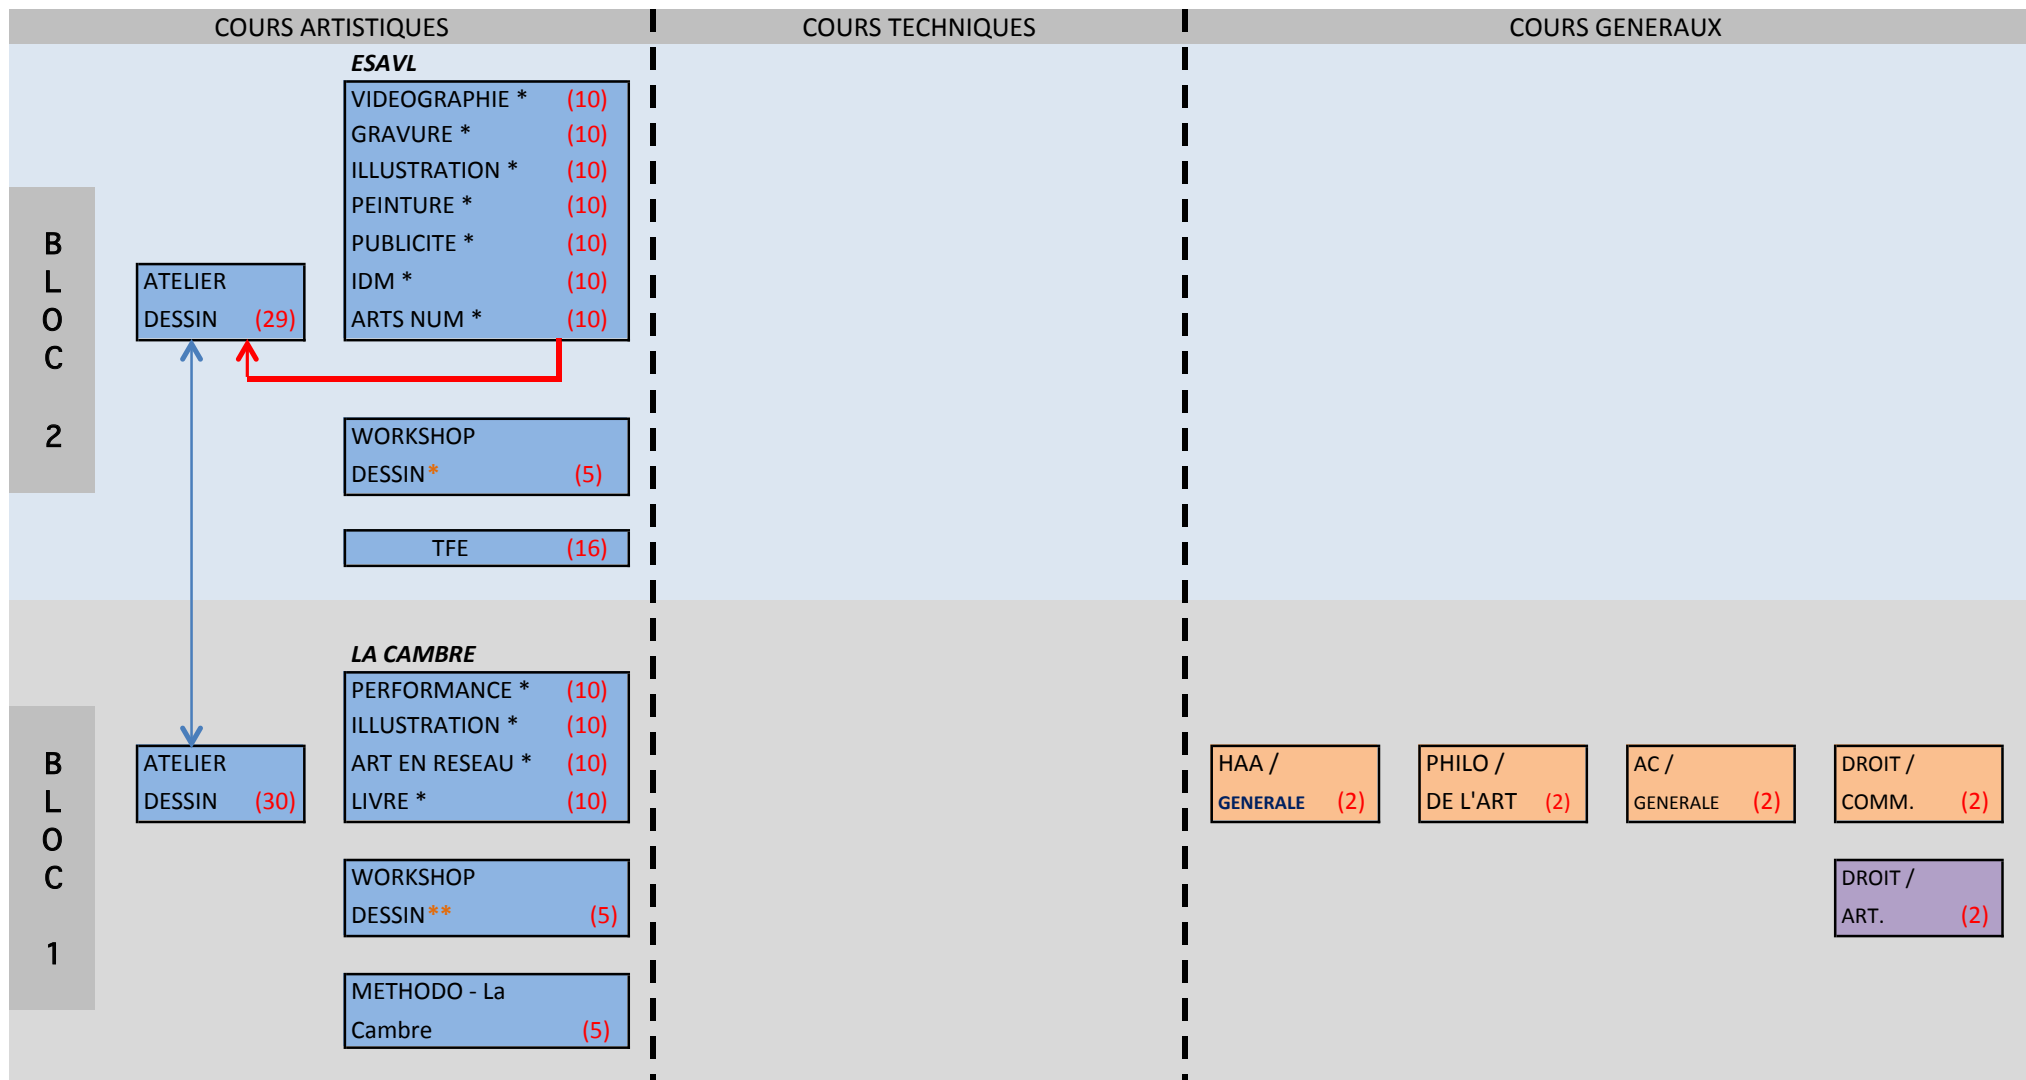 COURS ARTISTIQUES
COURS TECHNIQUES
COURS GENERAUX
BLOC 2
ATELIER
DESSIN (29)
ESAVL
VIDEOGRAPHIE * (10)
GRAVURE * (10)
ILLUSTRATION * (10)
PEINTURE * (10)
PUBLICITE * (10)
IDM * (10)
ARTS NUM * (10)
WORKSHOP
DESSIN* (5)
TFE (16)
BLOC 1
ATELIER
DESSIN (30)
LA CAMBRE
PERFORMANCE * (10)
ILLUSTRATION * (10)
ART EN RESEAU * (10)
LIVRE * (10)
WORKSHOP
DESSIN** (5)
METHODO - La
Cambre (5)
HAA /
GENERALE (2)
PHILO /
DE L'ART (2)
AC /
GENERALE (2)
DROIT /
COMM. (2)
DROIT /
ART. (2)